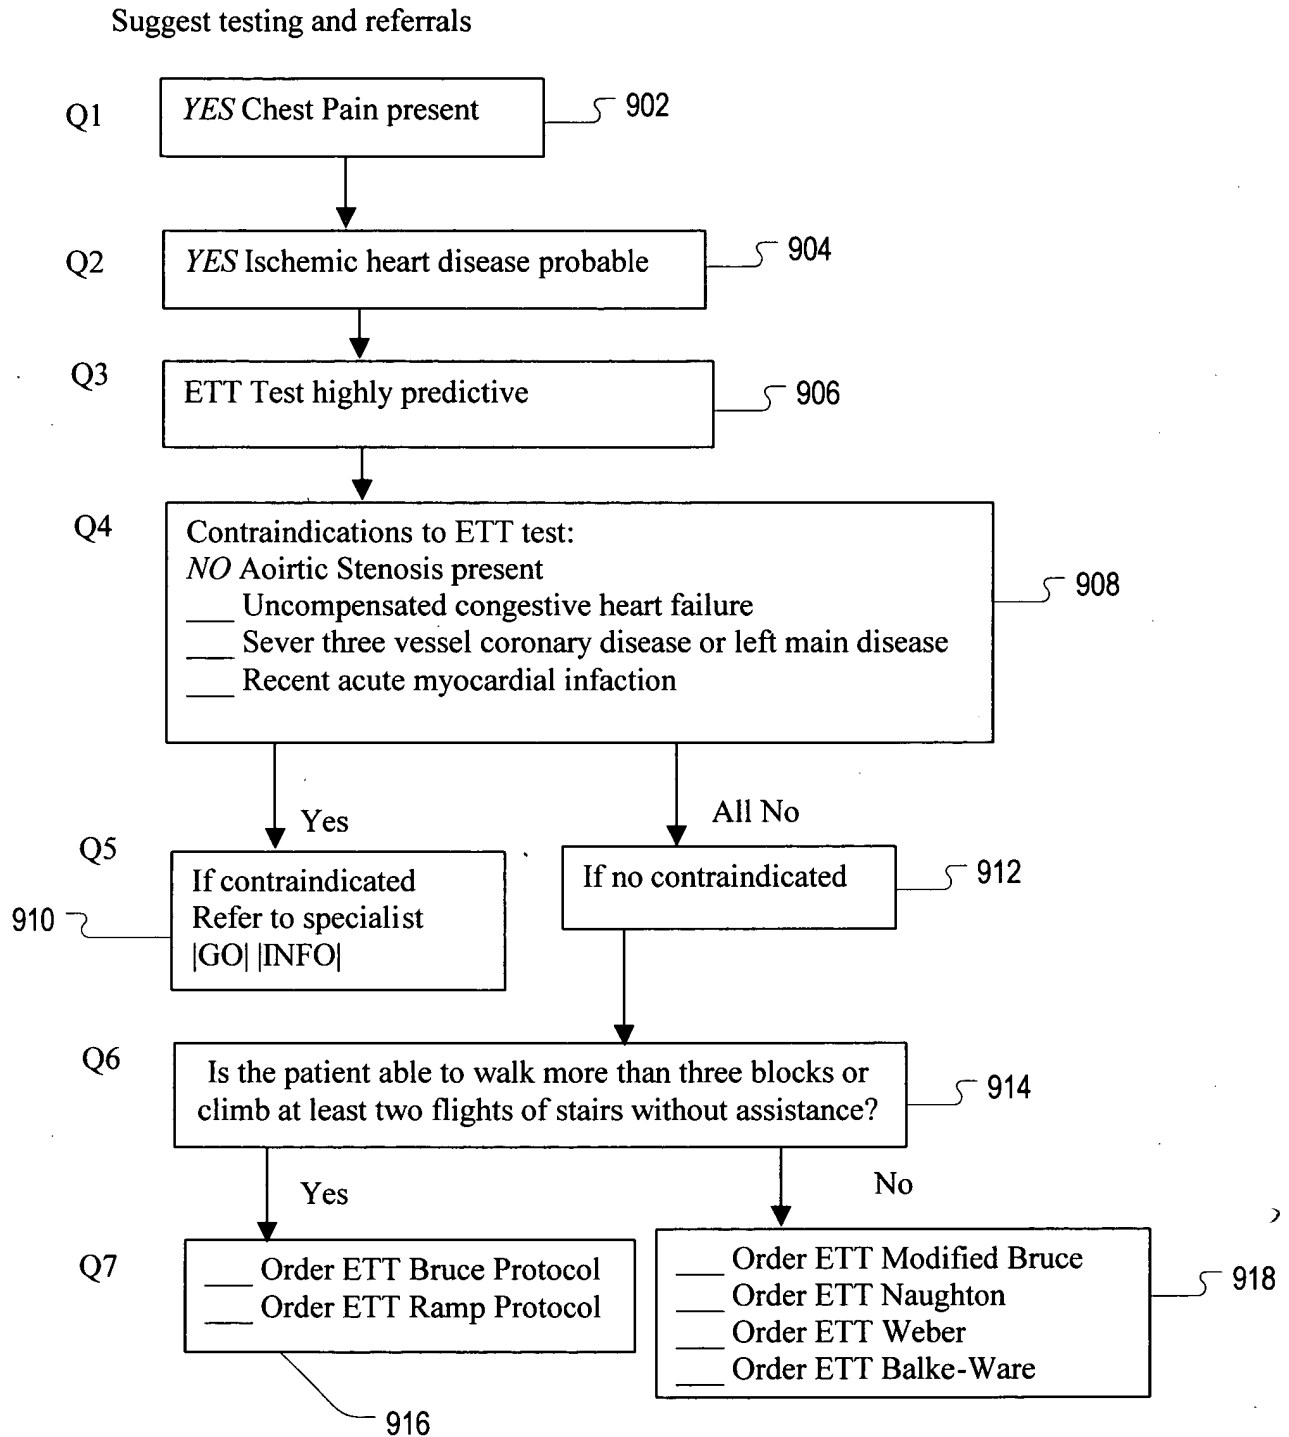 Suggest testing and referrals
Q1
YES Chest Pain present
902
Q2
YES Ischemic heart disease probable
904
Q3
ETT Test highly predictive
906
Q4
Contraindications to ETT test:
NO Aoirtic Stenosis present
___ Uncompensated congestive heart failure
___ Sever three vessel coronary disease or left main disease
___ Recent acute myocardial infaction
908
Yes
All No
Q5
If contraindicated
Refer to specialist
|GO| |INFO|
910
If no contraindicated
912
Q6
Is the patient able to walk more than three blocks or
climb at least two flights of stairs without assistance?
914
Yes
No
Q7
___ Order ETT Bruce Protocol
___ Order ETT Ramp Protocol
916
___ Order ETT Modified Bruce
___ Order ETT Naughton
___ Order ETT Weber
___ Order ETT Balke-Ware
918